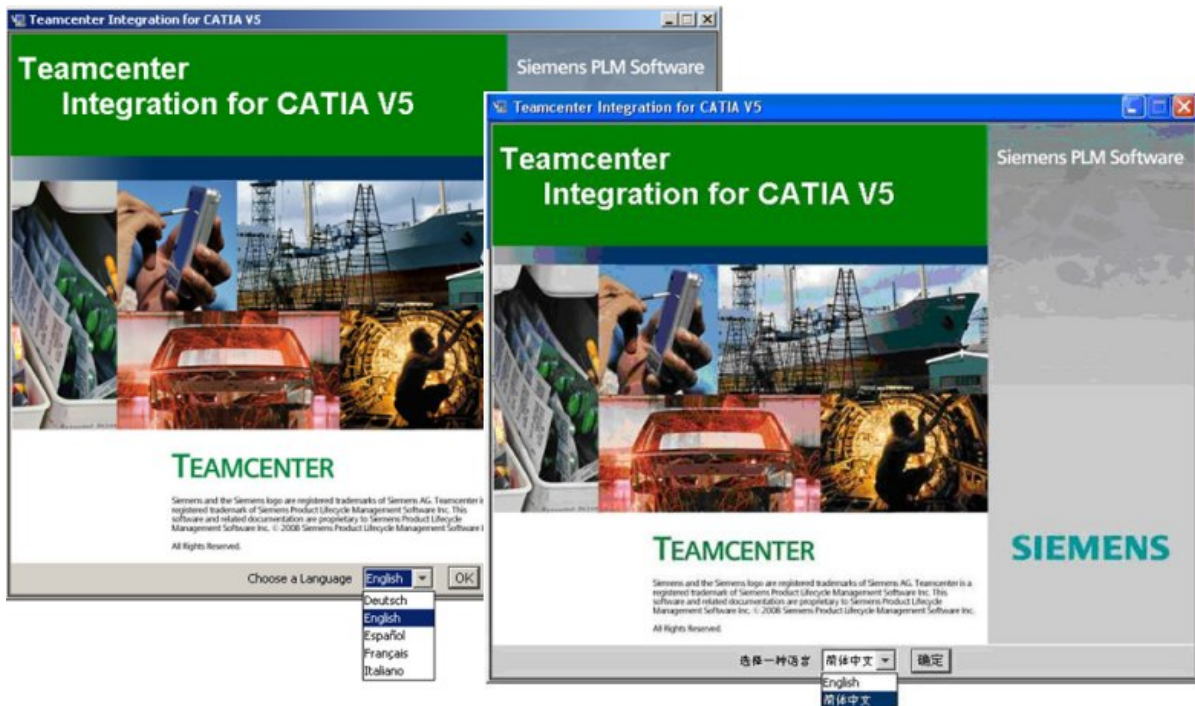 Teamcenter Integration for CATIA V5
Teamcenter
Integration for CATIA V5
Siemens PLM Software
TEAMCENTER
Siemens and the Siemens logo are registered trademarks of Siemens AG. Teamcenter is
registered trademark of Siemens Product Lifecycle Management Software Inc. This
software and related documentation are proprietary to Siemens Product Lifecycle
Management Software Inc. © 2008 Siemens Product Lifecycle Management Software
All Rights Reserved.
Choose a Language English OK
Deutsch
English
Español
Français
Italiano
Teamcenter Integration for CATIA V5
Teamcenter
Integration for CATIA V5
Siemens PLM Software
TEAMCENTER
SIEMENS
Siemens and the Siemens logo are registered trademarks of Siemens AG. Teamcenter is a
registered trademark of Siemens Product Lifecycle Management Software Inc. This
software and related documentation are proprietary to Siemens Product Lifecycle
Management Software Inc. © 2008 Siemens Product Lifecycle Management Software Inc.
All Rights Reserved.
选择一种语言 简体中文 确定
English
简体中文